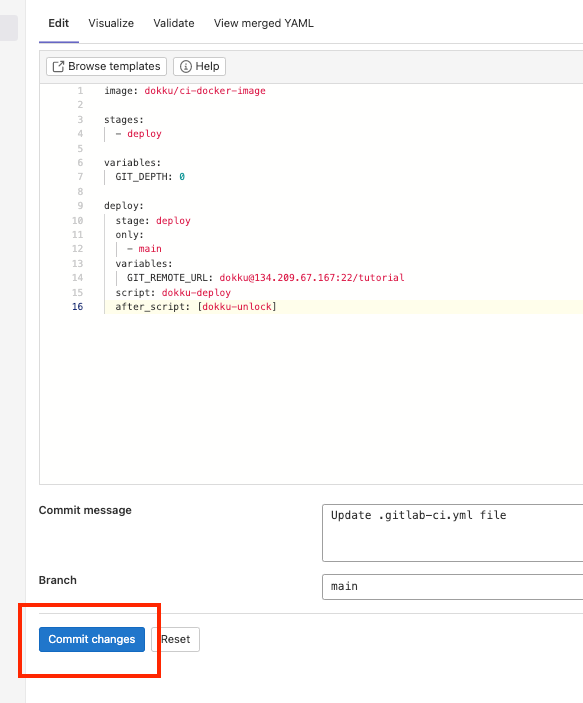 Edit Visualize Validate View merged YAML
Browse templates Help
1 image: dokku/ci-docker-image
2
3 stages:
4 - deploy
5
6 variables:
7 GIT_DEPTH: 0
8
9 deploy:
10 stage: deploy
11 only:
12 - main
13 variables:
14 GIT_REMOTE_URL: dokku@134.209.67.167:22/tutorial
15 script: dokku-deploy
16 after_script: [dokku-unlock]
Commit message
Update .gitlab-ci.yml file
Branch
main
Commit changes Reset